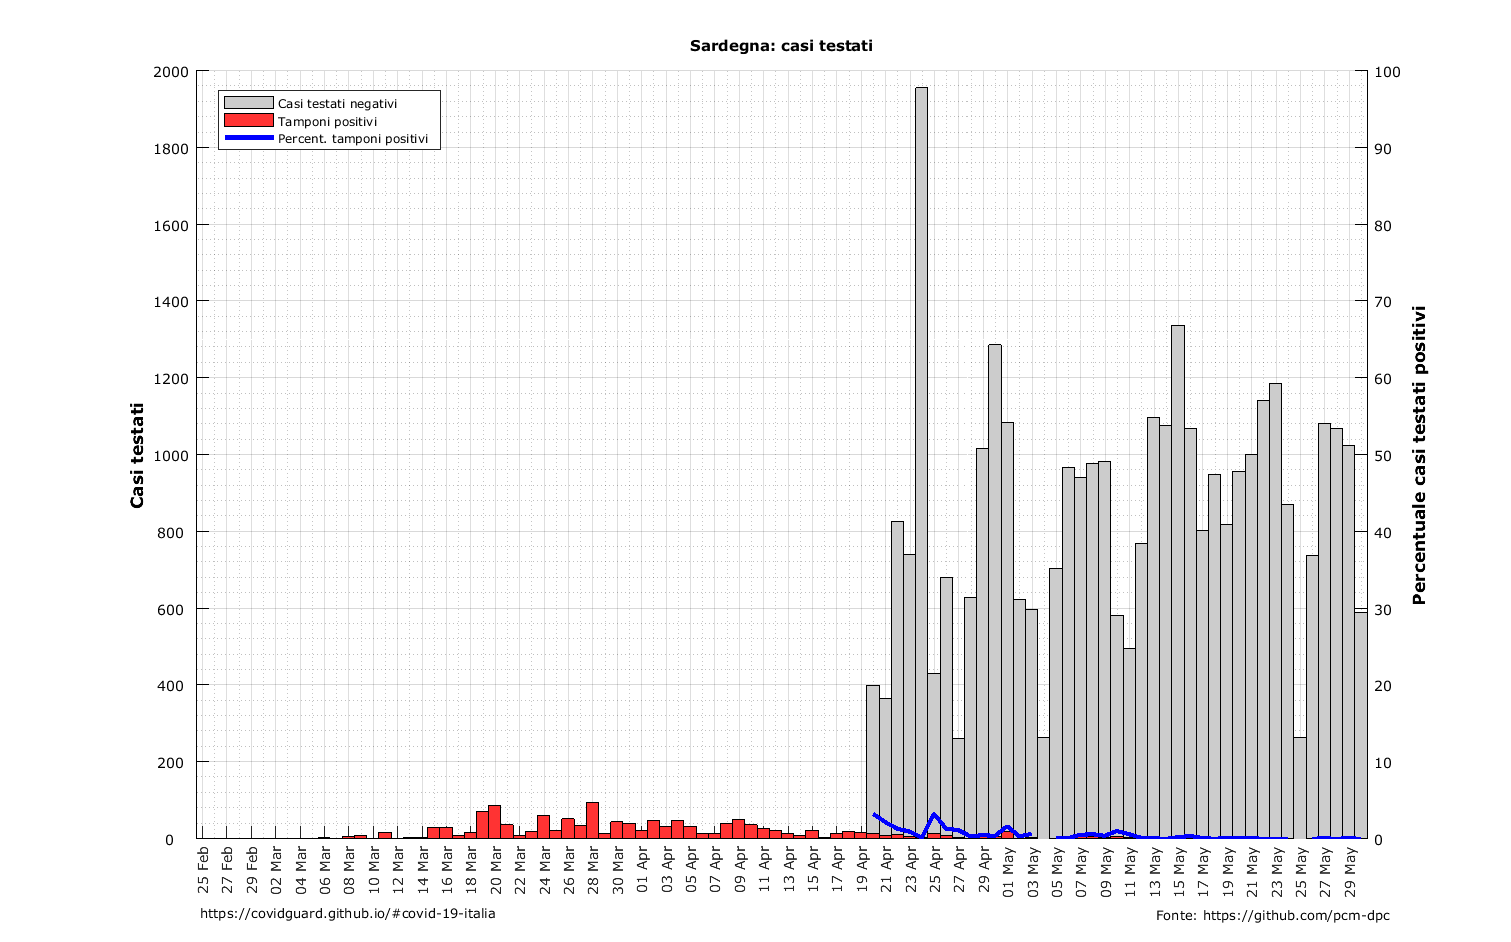 Sardegna: casi testati
Casi testati negativi
Tamponi positivi
Percent. tamponi positivi
Casi testati
2000
1800
1600
1400
1200
1000
800
600
400
200
0
100
90
80
70
60
50
40
30
20
10
0
Percentuale casi testati positivi
25 Feb
27 Feb
29 Feb
02 Mar
04 Mar
06 Mar
08 Mar
10 Mar
12 Mar
14 Mar
16 Mar
18 Mar
20 Mar
22 Mar
24 Mar
26 Mar
28 Mar
30 Mar
01 Apr
03 Apr
05 Apr
07 Apr
09 Apr
11 Apr
13 Apr
15 Apr
17 Apr
19 Apr
21 Apr
23 Apr
25 Apr
27 Apr
29 Apr
01 May
03 May
05 May
07 May
09 May
11 May
13 May
15 May
17 May
19 May
21 May
23 May
25 May
27 May
29 May
https://covidguard.github.io/#covid-19-italia
Fonte: https://github.com/pcm-dpc